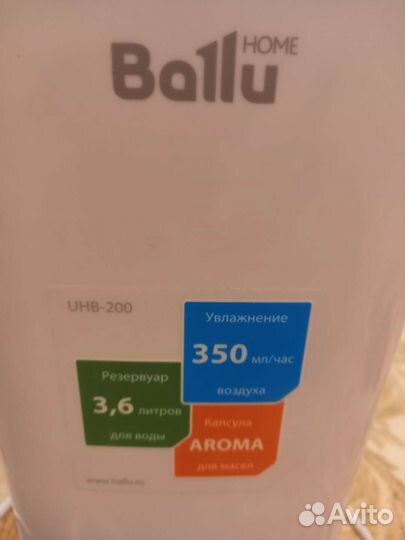 Ballu HOME
UHB-200
Увлажнение
350 мл/час
воздуха
Резервуар
3,6 литров
для воды
Капсула
AROMA
для масел
www.ballu.ru
Avito